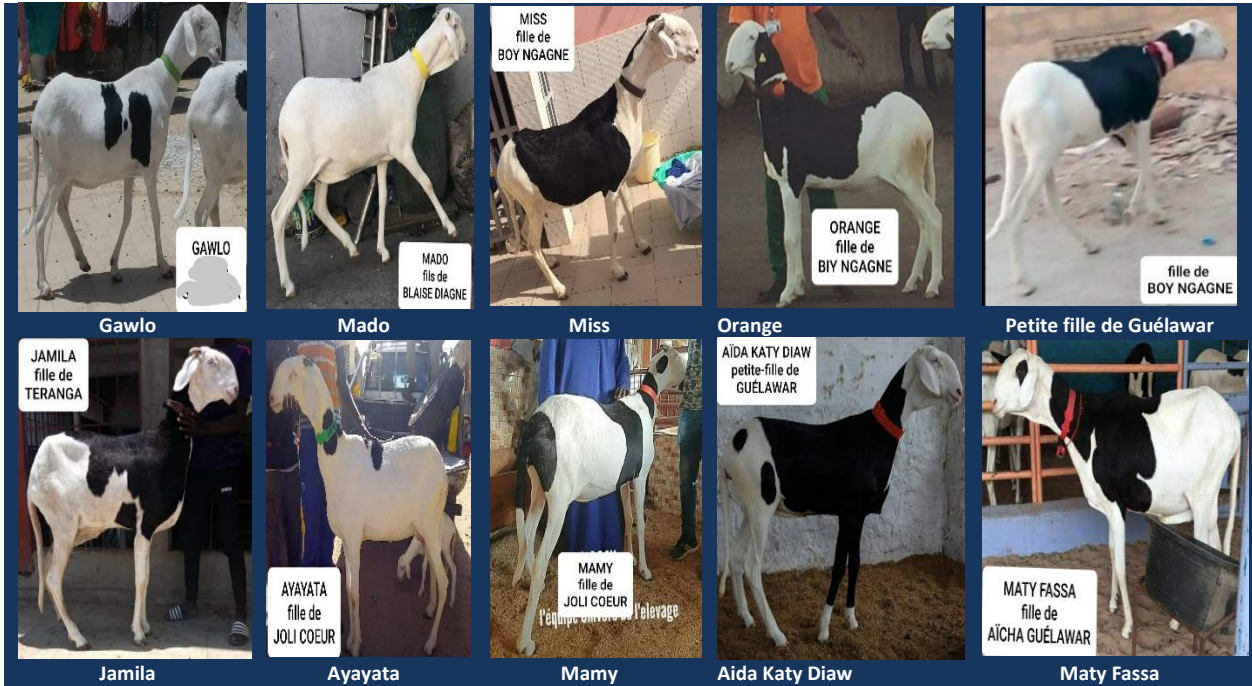 GAWLO
MADO
fils de
BLAISE DIAGNE
MISS
fille de
BOY NGAGNE
ORANGE
fille de
BIY NGAGNE
fille de
BOY NGAGNE
Gawlo
Mado
Miss
Orange
Petite fille de Guélawar
JAMILA
fille de
TERANGA
AYAYATA
fille de
JOLI COEUR
MAMY
fille de
JOLI COEUR
l'équipe de l'elevage
AÏDA KATY DIAW
petite-fille de
GUÉLAWAR
MATY FASSA
fille de
AÏCHA GUÉLAWAR
Jamila
Ayayata
Mamy
Aida Katy Diaw
Maty Fassa